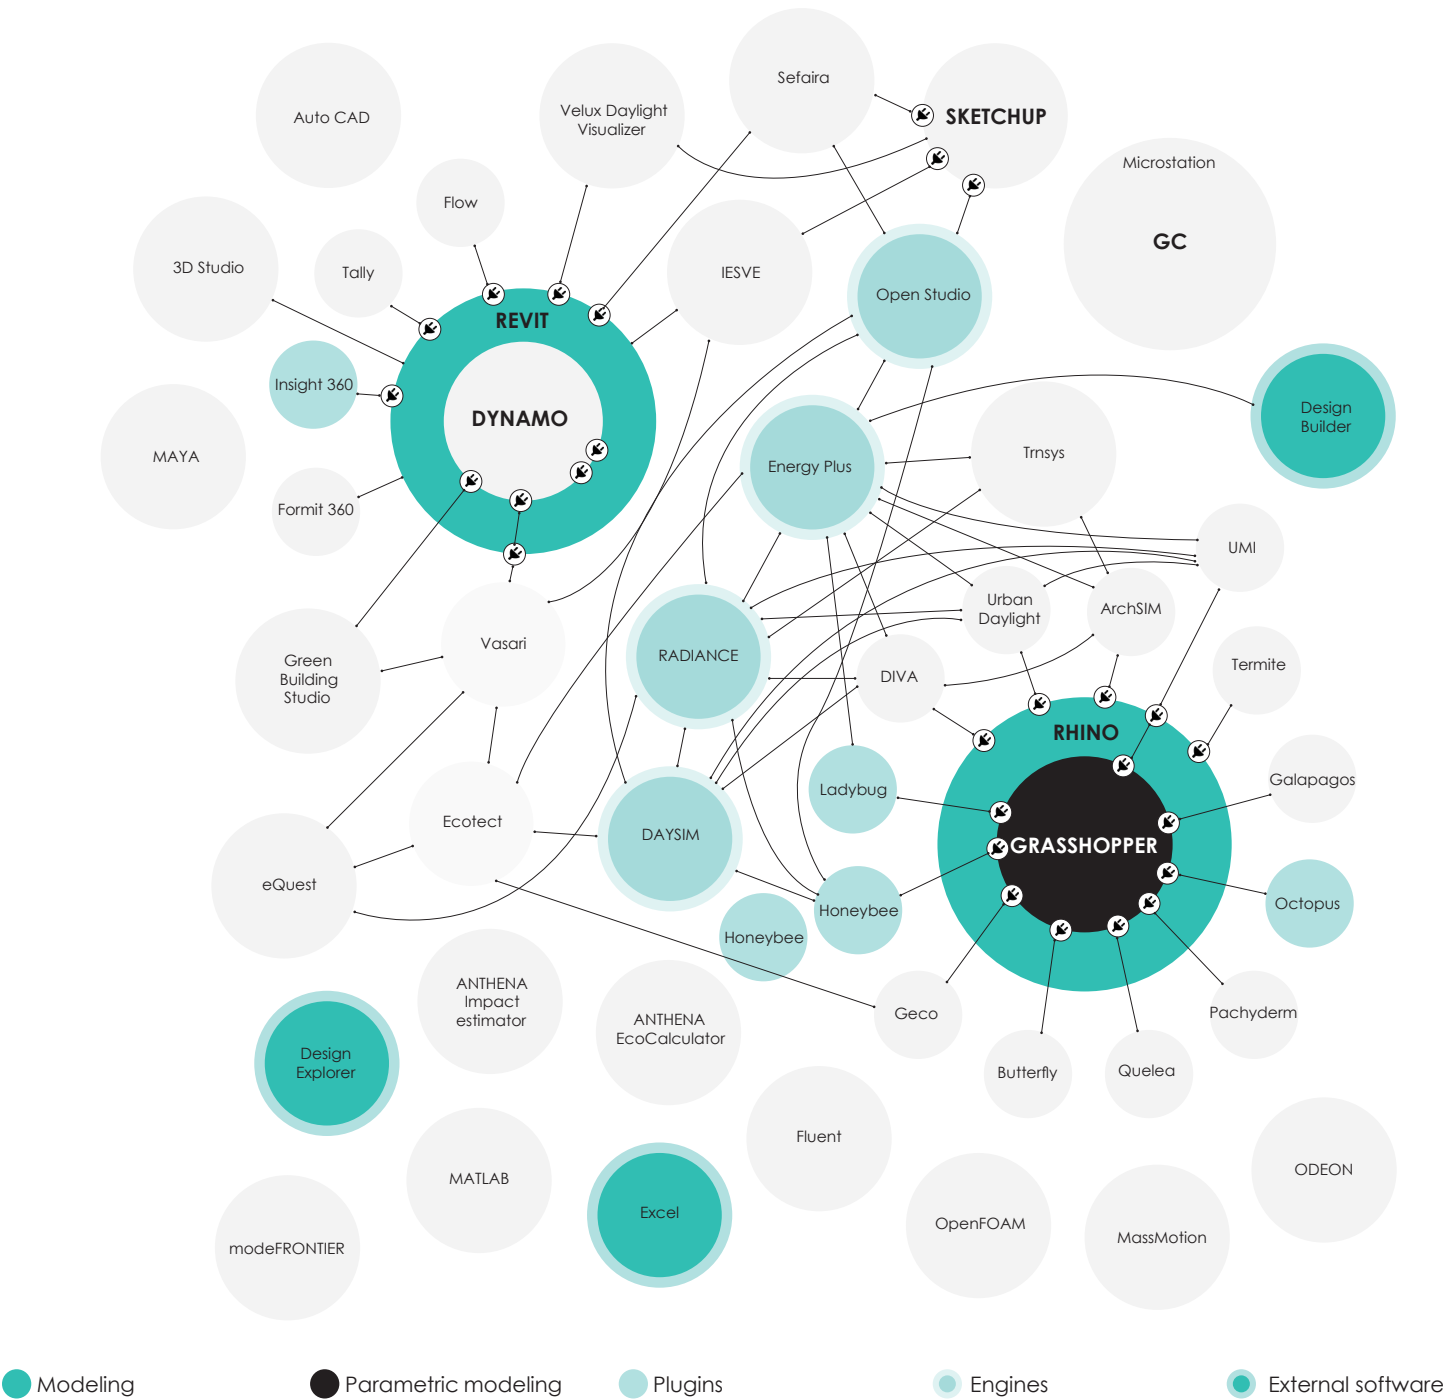 Sefaira
Auto CAD
Velux Daylight
Visualizer
SKETCHUP
Microstation
GC
Flow
3D Studio
Tally
IESVE
Open Studio
REVIT
Insight 360
DYNAMO
Design
Builder
MAYA
Energy Plus
Trnsys
Formit 360
UMI
Urban
Daylight
ArchSIM
Green
Building
Studio
Vasari
RADIANCE
DIVA
Termite
RHINO
Ladybug
Galapagos
Ecotect
DAYSIM
GRASSHOPPER
eQuest
Honeybee
Octopus
Honeybee
ANTHENA
Impact
estimator
ANTHENA
EcoCalculator
Geco
Pachyderm
Design
Explorer
Butterfly
Quelea
Fluent
MATLAB
ODEON
Excel
OpenFOAM
MassMotion
modeFRONTIER
Modeling
Parametric modeling
Plugins
Engines
External software